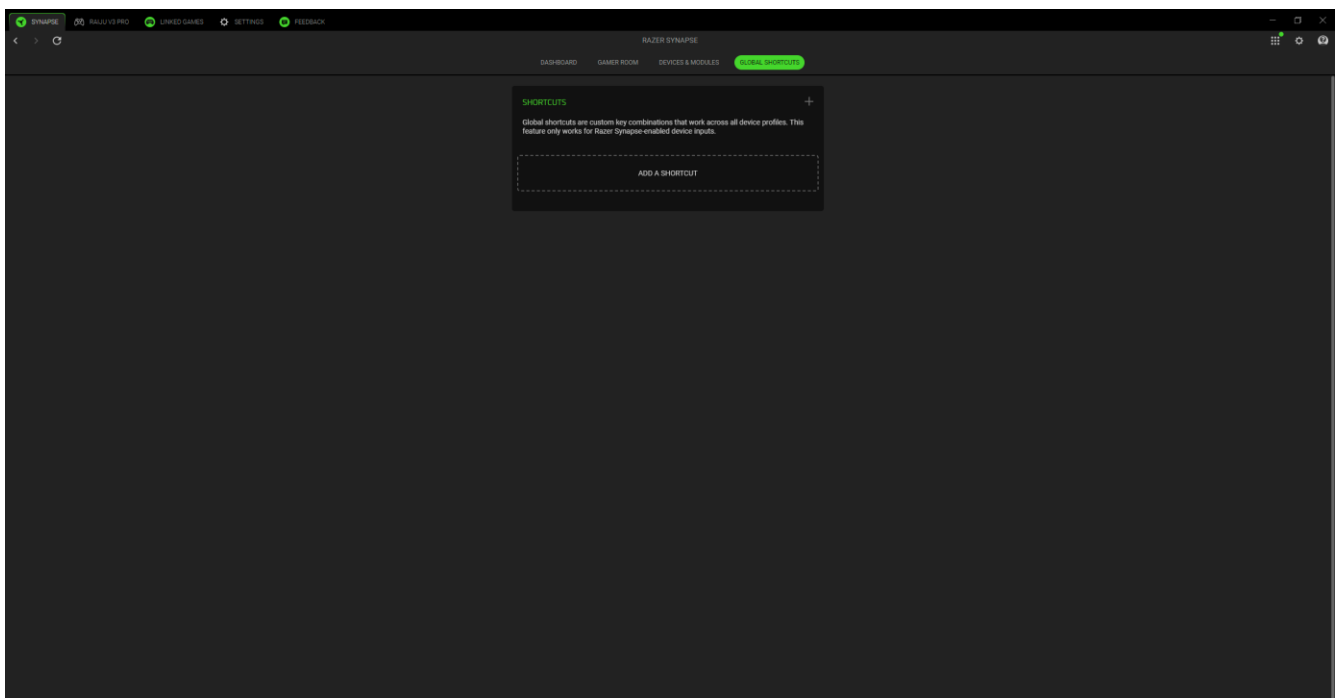 SYNAPSE RAIJU V3 PRO LINKED GAMES SETTINGS FEEDBACK
RAZER SYNAPSE
DASHBOARD GAMER ROOM DEVICES & MODULES GLOBAL SHORTCUTS
SHORTCUTS
Global shortcuts are custom key combinations that work across all device profiles. This
feature only works for Razer Synapse-enabled device inputs.
ADD A SHORTCUT